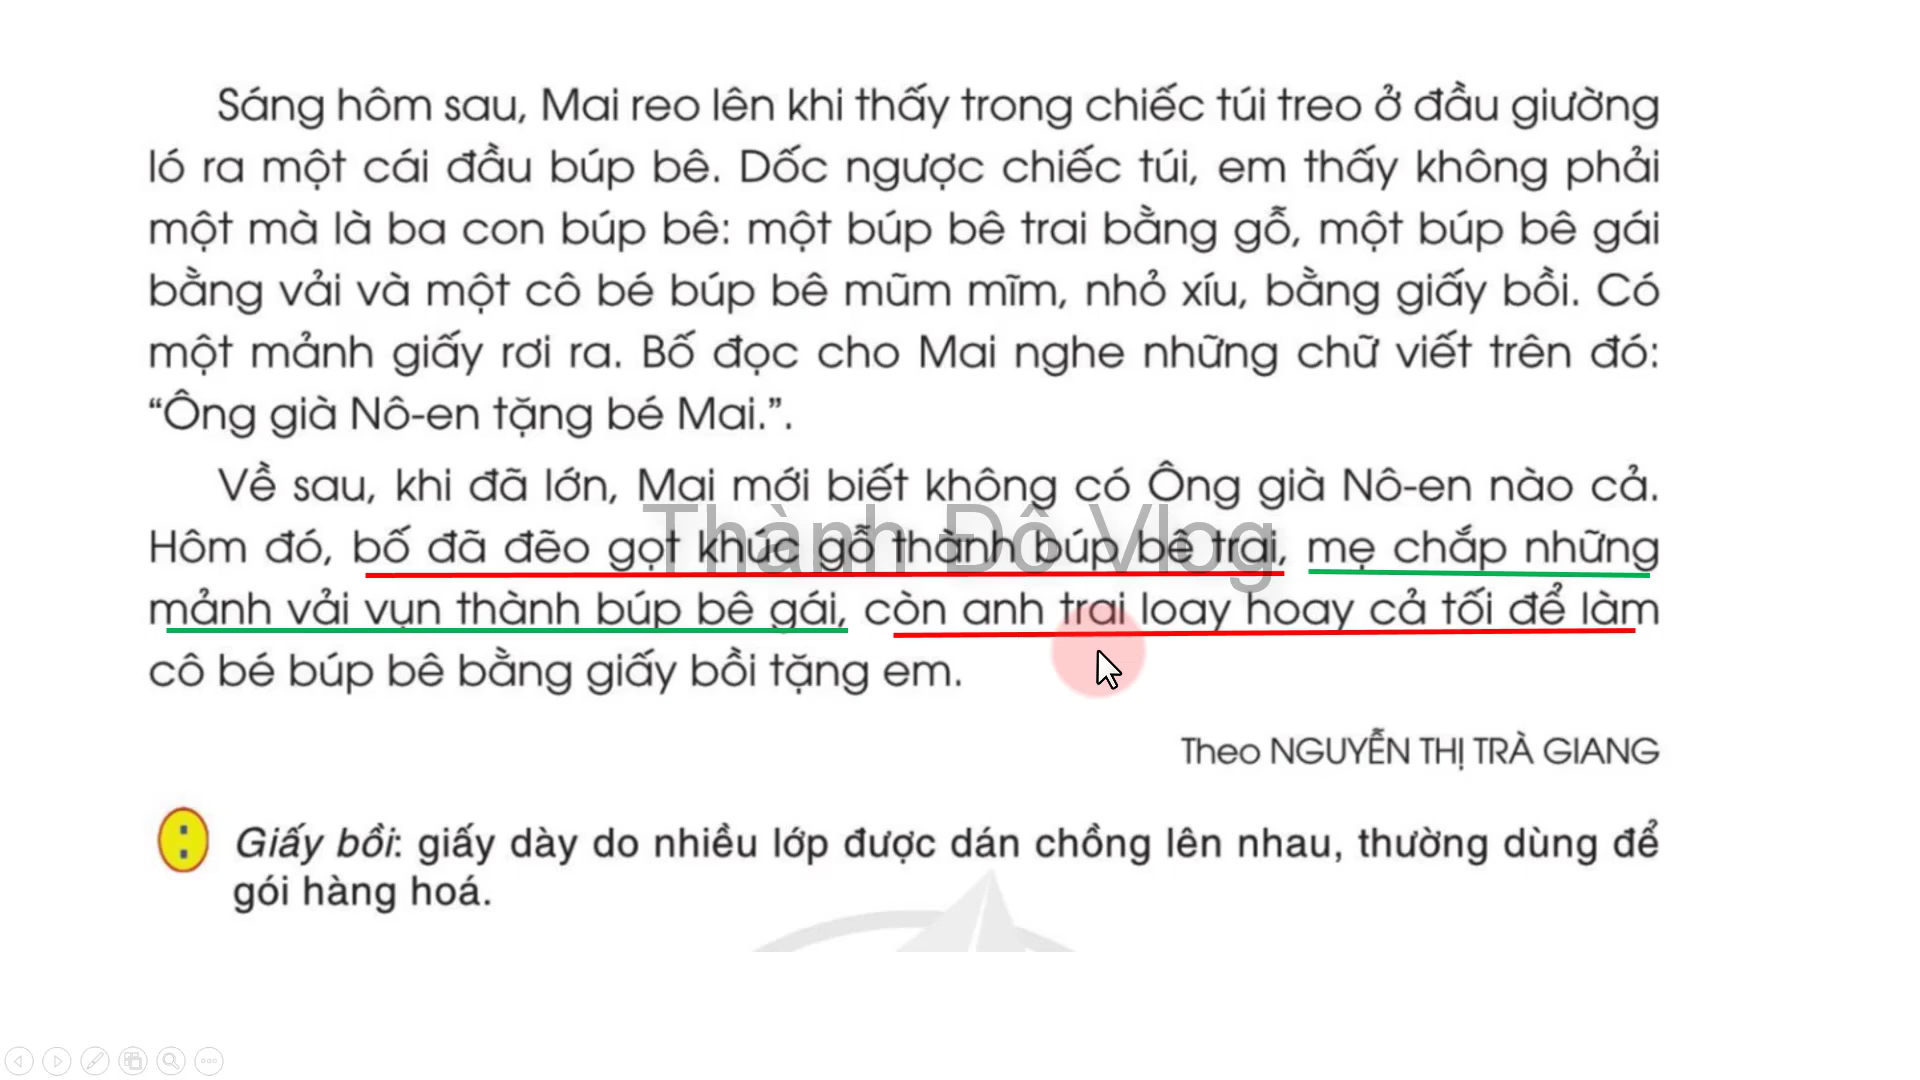 Sáng hôm sau, Mai reo lên khi thấy trong chiếc túi treo ở đầu giường
ló ra một cái đầu búp bê. Dốc ngược chiếc túi, em thấy không phải
một mà là ba con búp bê: một búp bê trai bằng gỗ, một búp bê gái
bằng vải và một cô bé búp bê mũm mĩm, nhỏ xíu, bằng giấy bồi. Có
một mảnh giấy rơi ra. Bố đọc cho Mai nghe những chữ viết trên đó:
“Ông già Nô-en tặng bé Mai.”.
Về sau, khi đã lớn, Mai mới biết không có Ông già Nô-en nào cả.
Thành Đô Vlog
Hôm đó, bố đã đẽo gọt khúc gỗ thành búp bê trai, mẹ chắp những
mảnh vải vụn thành búp bê gái, còn anh trai loay hoay cả tối để làm
cô bé búp bê bằng giấy bồi tặng em.
Theo NGUYỄN THỊ TRÀ GIANG
Giấy bồi: giấy dày do nhiều lớp được dán chồng lên nhau, thường dùng để
gói hàng hoá.